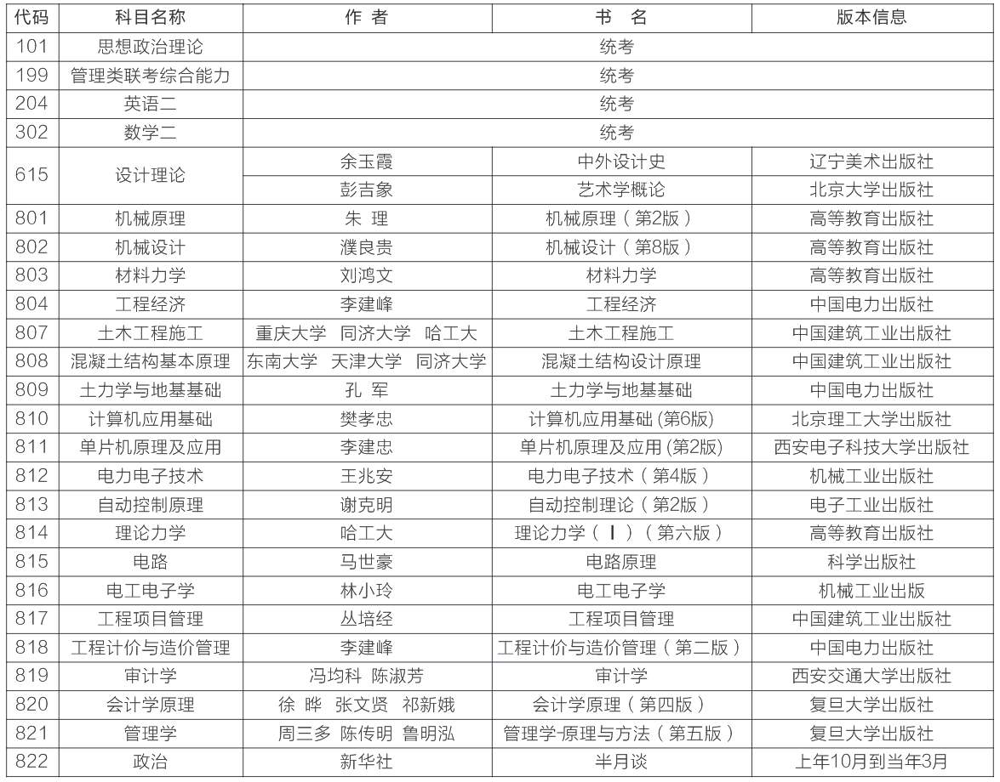 代码 科目名称 作 者 书 名 版本信息
101 思想政治理论 统考
199 管理类联考综合能力 统考
204 英语二 统考
302 数学二 统考
615 设计理论 余玉霞 中外设计史 辽宁美术出版社
彭吉象 艺术学概论 北京大学出版社
801 机械原理 朱 理 机械原理（第2版） 高等教育出版社
802 机械设计 濮良贵 机械设计（第8版） 高等教育出版社
803 材料力学 刘鸿文 材料力学 高等教育出版社
804 工程经济 李建峰 工程经济 中国电力出版社
807 土木工程施工 重庆大学 同济大学 哈工大 土木工程施工 中国建筑工业出版社
808 混凝土结构基本原理 东南大学 天津大学 同济大学 混凝土结构设计原理 中国建筑工业出版社
809 土力学与地基基础 孔 军 土力学与地基基础 中国电力出版社
810 计算机应用基础 樊孝忠 计算机应用基础(第6版) 北京理工大学出版社
811 单片机原理及应用 李建忠 单片机原理及应用(第2版) 西安电子科技大学出版社
812 电力电子技术 王兆安 电力电子技术（第4版） 机械工业出版社
813 自动控制原理 谢克明 自动控制理论（第2版） 电子工业出版社
814 理论力学 哈工大 理论力学（Ⅰ）（第六版） 高等教育出版社
815 电路 马世豪 电路原理 科学出版社
816 电工电子学 林小玲 电工电子学 机械工业出版
817 工程项目管理 丛培经 工程项目管理 中国建筑工业出版社
818 工程计价与造价管理 李建峰 工程计价与造价管理（第二版） 中国电力出版社
819 审计学 冯均科 陈淑芳 审计学 西安交通大学出版社
820 会计学原理 徐 晔 张文贤 祁新娥 会计学原理（第四版） 复旦大学出版社
821 管理学 周三多 陈传明 鲁明泓 管理学-原理与方法（第五版） 复旦大学出版社
822 政治 新华社 半月谈 上年10月到当年3月